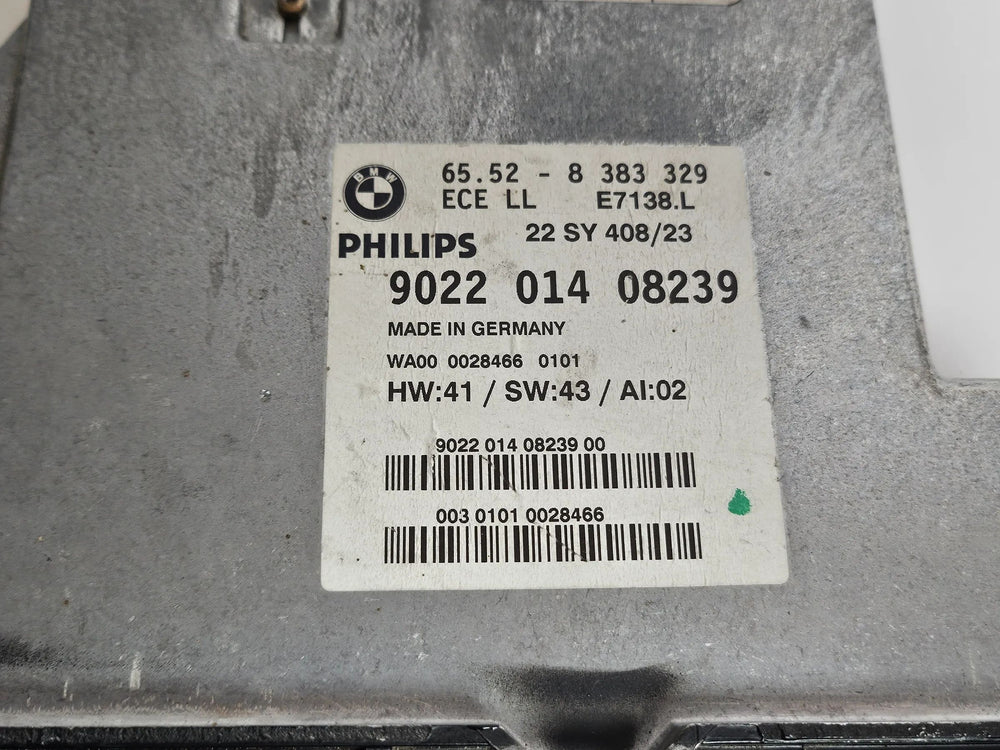 BMW
65.52 - 8 383 329
ECE LL E7138.L
22 SY 408/23
PHILIPS
9022 014 08239
MADE IN GERMANY
WA00 0028466 0101
HW:41 / SW:43 / AI:02
9022 014 08239 00
003 0101 0028466